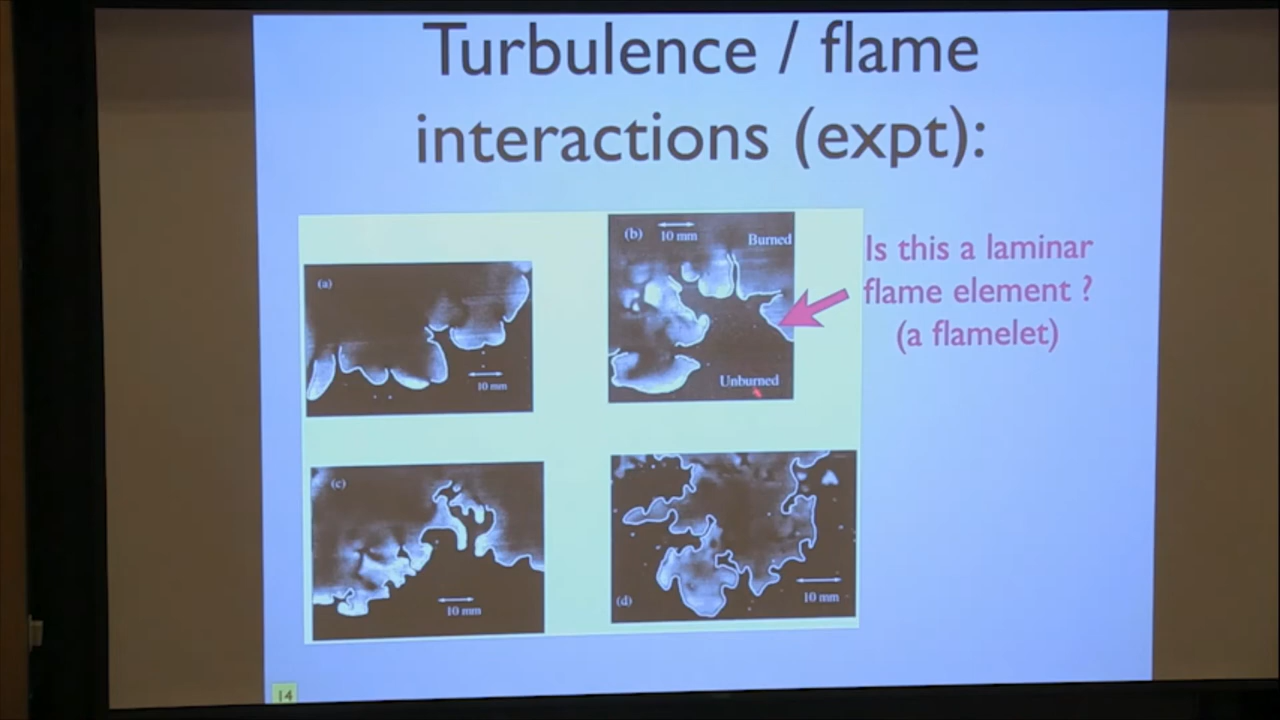 Turbulence / flame
interactions (expt):
(a)
10 mm
(b)
10 mm
Burned
Unburned
Is this a laminar
flame element ?
(a flamelet)
(c)
10 mm
(d)
10 mm
14